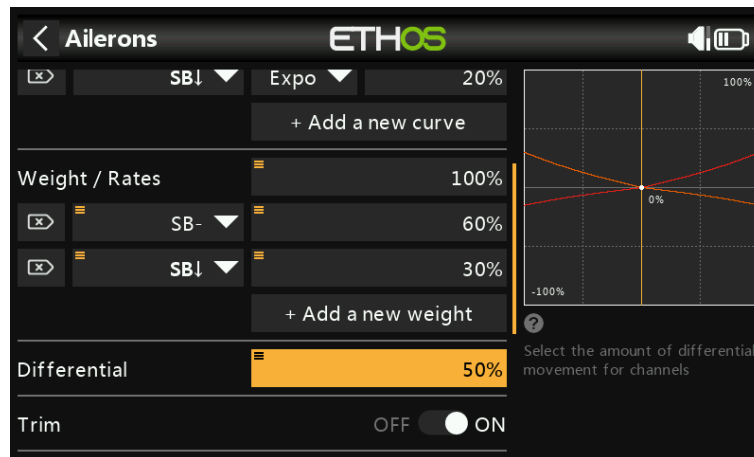 Ailerons
ETHOS
SB↓ Expo 20%
+ Add a new curve
100%
Weight / Rates 100%
SB- 60%
0%
SB↓ 30%
+ Add a new weight
-100%
?
Differential 50%
Select the amount of differential
movement for channels
Trim OFF ON